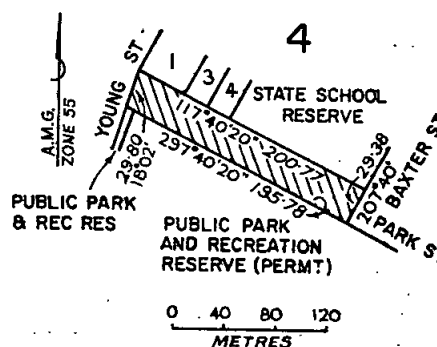 4
A.M.G.
ZONE 55
YOUNG ST.
1
3
4
STATE SCHOOL
RESERVE
117°40'20"
200·77
29·38
201°40'
BAXTER ST
PARK ST
29·80
18°02'
297°40'20"
195·78
PUBLIC PARK
& REC RES
PUBLIC PARK
AND RECREATION
RESERVE (PERMT)
0 40 80 120
METRES